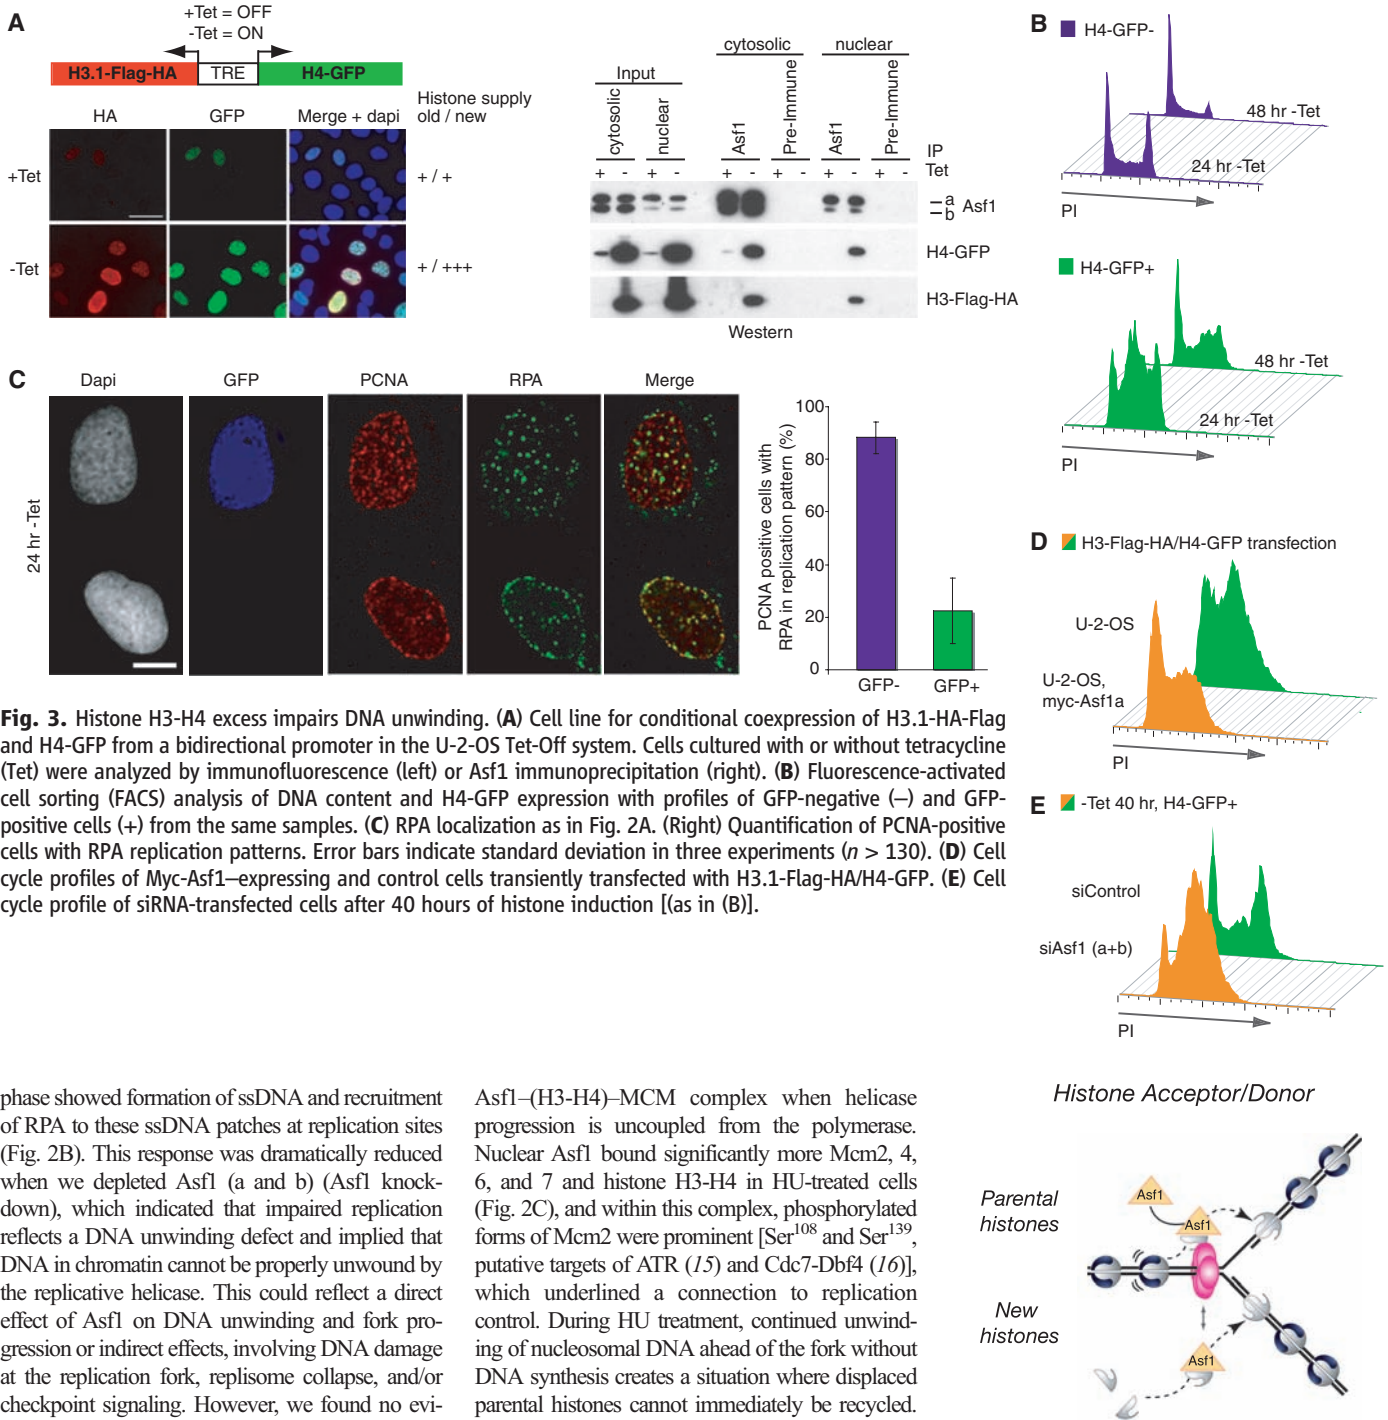 A
+Tet = OFF
-Tet = ON
H3.1-Flag-HA
TRE
H4-GFP
HA
GFP
Merge + dapi
Histone supply
old / new
+Tet
+ / +
-Tet
+ / +++
Input
cytosolic
nuclear
cytosolic
nuclear
Asf1
Pre-Immune
Asf1
Pre-Immune
IP
+ - + - + - + - + - + - Tet
a
b
Asf1
H4-GFP
H3-Flag-HA
Western
B
H4-GFP-
48 hr -Tet
24 hr -Tet
PI
H4-GFP+
48 hr -Tet
24 hr -Tet
PI
C
Dapi
GFP
PCNA
RPA
Merge
24 hr -Tet
PCNA positive cells with
RPA in replication pattern (%)
100
80
60
40
20
0
GFP-
GFP+
D
H3-Flag-HA/H4-GFP transfection
U-2-OS
U-2-OS,
myc-Asf1a
PI
E
-Tet 40 hr, H4-GFP+
siControl
siAsf1 (a+b)
PI
Fig. 3. Histone H3-H4 excess impairs DNA unwinding. (A) Cell line for conditional coexpression of H3.1-HA-Flag
and H4-GFP from a bidirectional promoter in the U-2-OS Tet-Off system. Cells cultured with or without tetracycline
(Tet) were analyzed by immunofluorescence (left) or Asf1 immunoprecipitation (right). (B) Fluorescence-activated
cell sorting (FACS) analysis of DNA content and H4-GFP expression with profiles of GFP-negative (–) and GFP-
positive cells (+) from the same samples. (C) RPA localization as in Fig. 2A. (Right) Quantification of PCNA-positive
cells with RPA replication patterns. Error bars indicate standard deviation in three experiments (n > 130). (D) Cell
cycle profiles of Myc-Asf1–expressing and control cells transiently transfected with H3.1-Flag-HA/H4-GFP. (E) Cell
cycle profile of siRNA-transfected cells after 40 hours of histone induction [(as in (B)].
phase showed formation of ssDNA and recruitment
of RPA to these ssDNA patches at replication sites
(Fig. 2B). This response was dramatically reduced
when we depleted Asf1 (a and b) (Asf1 knock-
down), which indicated that impaired replication
reflects a DNA unwinding defect and implied that
DNA in chromatin cannot be properly unwound by
the replicative helicase. This could reflect a direct
effect of Asf1 on DNA unwinding and fork pro-
gression or indirect effects, involving DNA damage
at the replication fork, replisome collapse, and/or
checkpoint signaling. However, we found no evi-
Asf1–(H3-H4)–MCM complex when helicase
progression is uncoupled from the polymerase.
Nuclear Asf1 bound significantly more Mcm2, 4,
6, and 7 and histone H3-H4 in HU-treated cells
(Fig. 2C), and within this complex, phosphorylated
forms of Mcm2 were prominent [Ser108 and Ser139,
putative targets of ATR (15) and Cdc7-Dbf4 (16)],
which underlined a connection to replication
control. During HU treatment, continued unwind-
ing of nucleosomal DNA ahead of the fork without
DNA synthesis creates a situation where displaced
parental histones cannot immediately be recycled.
Histone Acceptor/Donor
Parental
histones
Asf1
Asf1
New
histones
Asf1